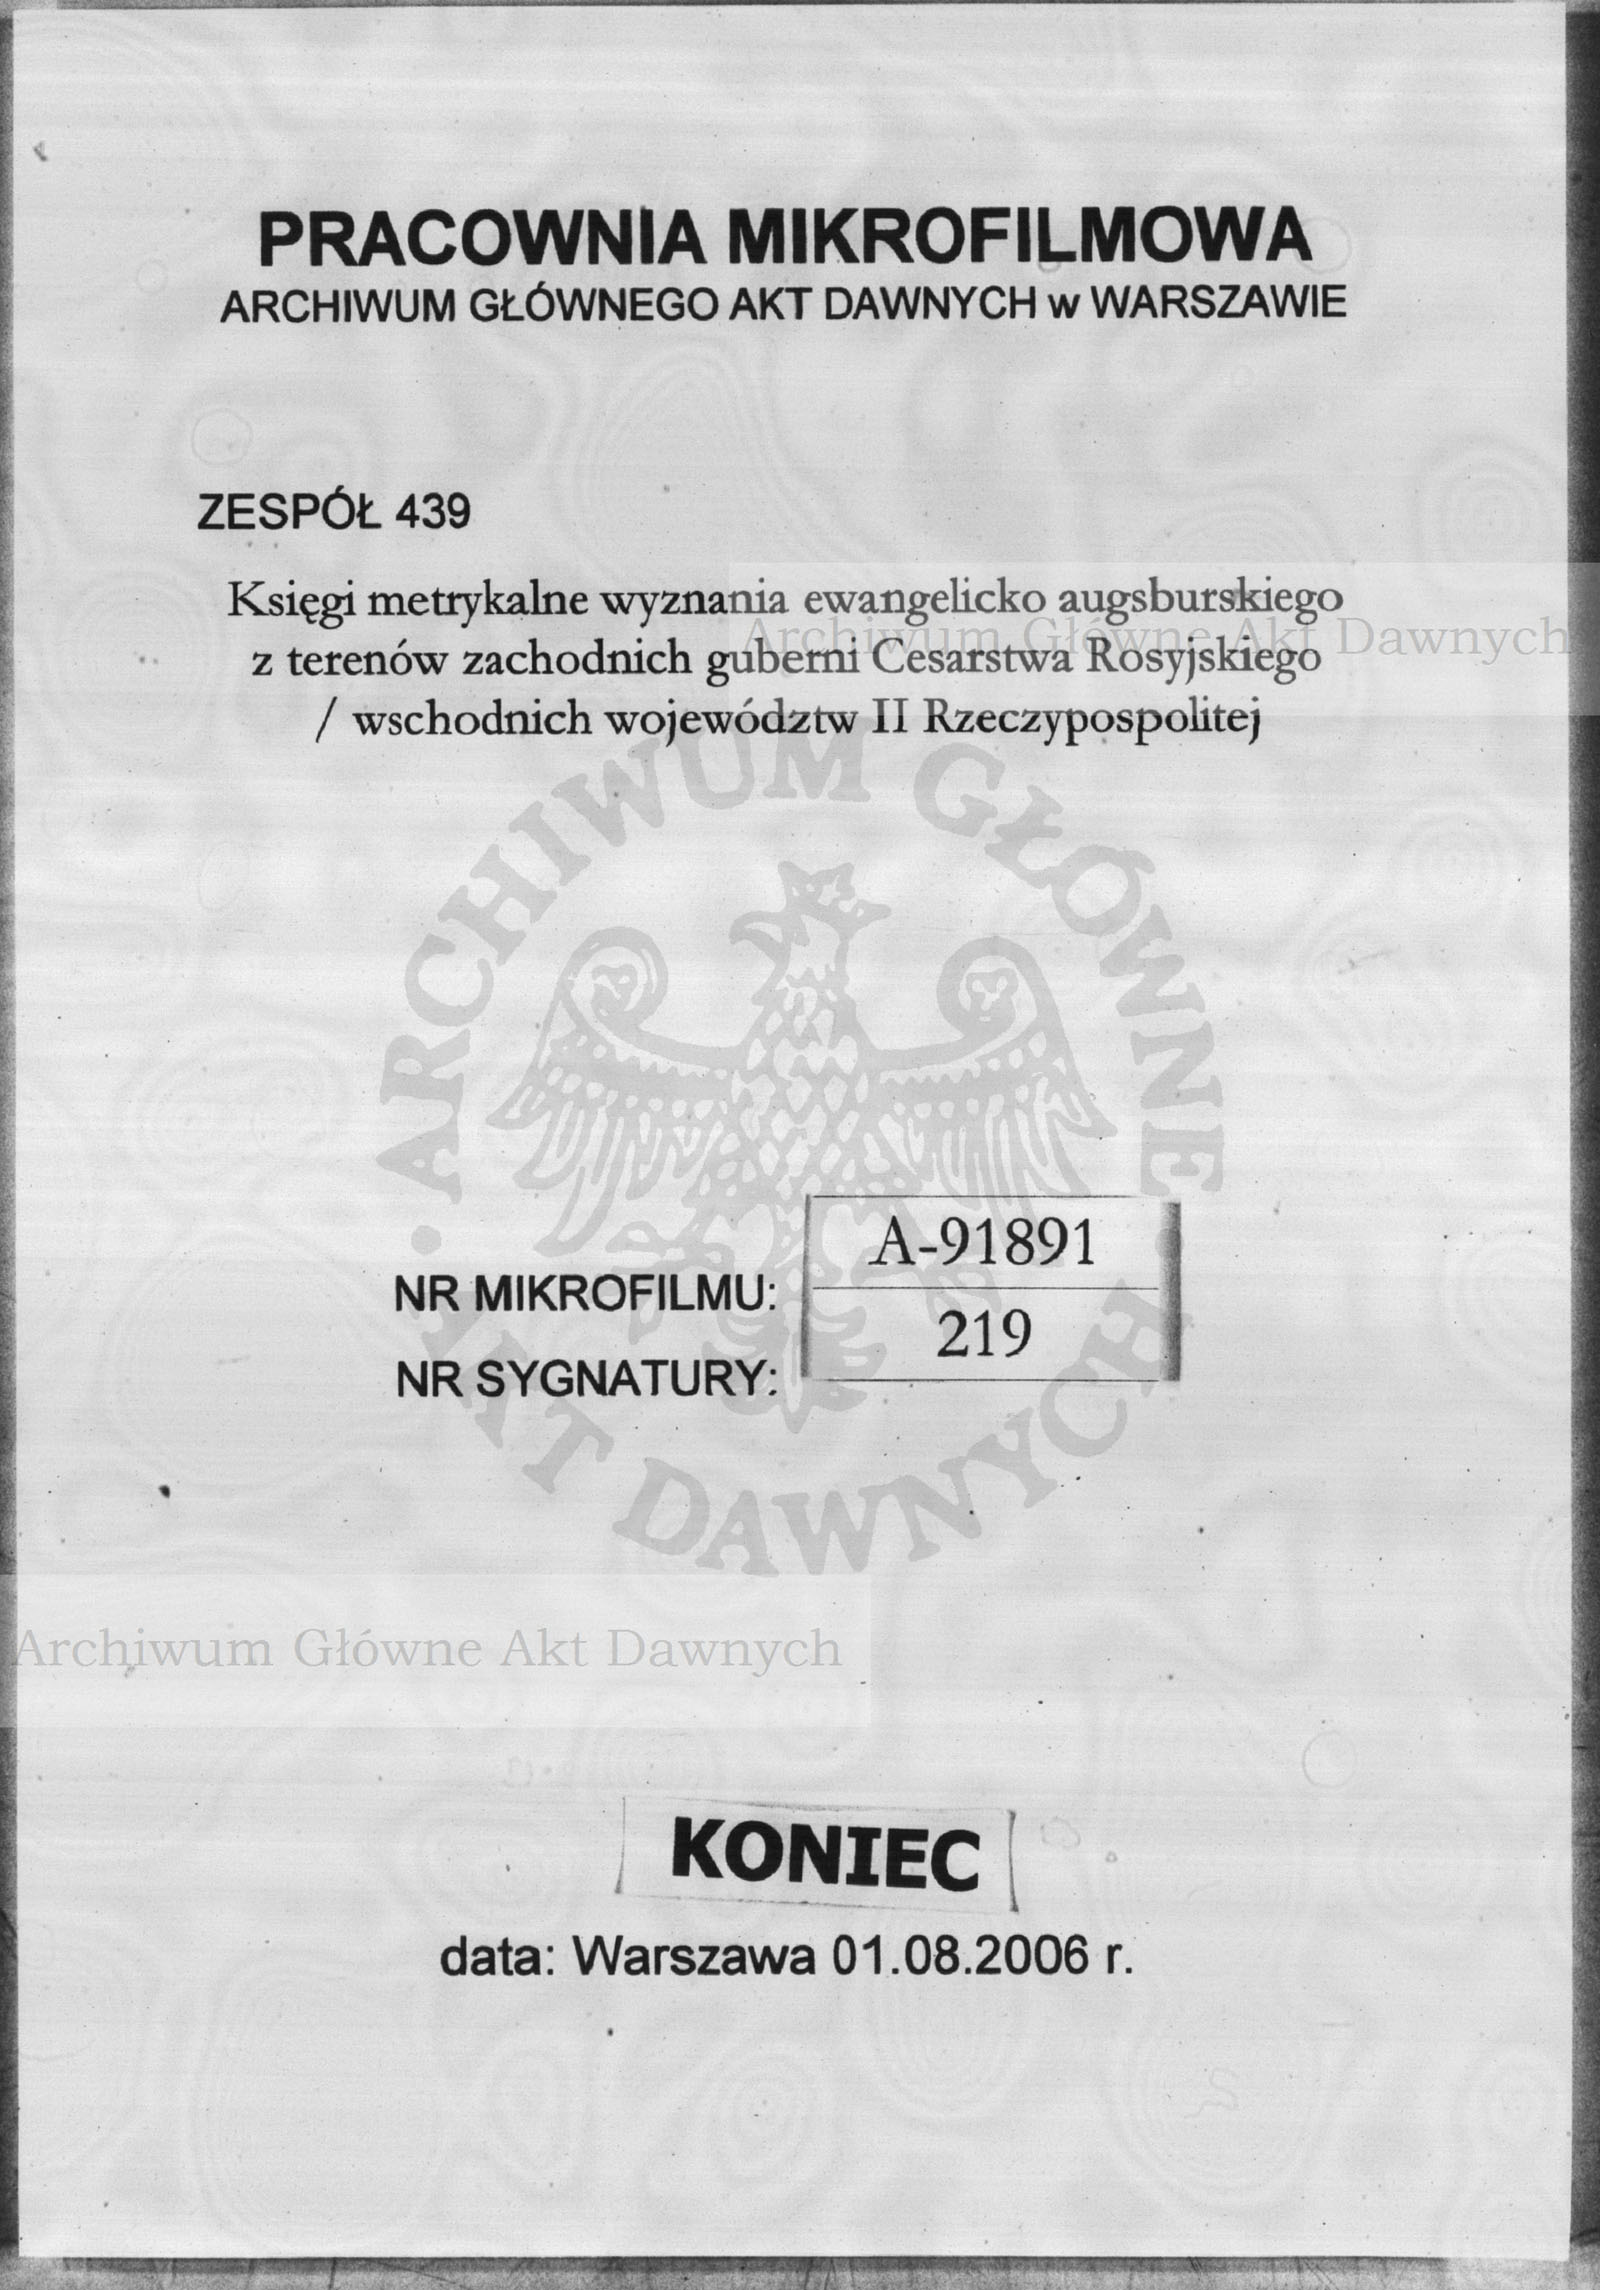 PRACOWNIA MIKROFILMOWA
ARCHIWUM GŁÓWNEGO AKT DAWNYCH w WARSZAWIE
ZESPÓŁ 439
Księgi metrykalne wyznania ewangelicko augsburskiego
Archiwum Główne Akt Dawnych
z terenów zachodnich guberni Cesarstwa Rosyjskiego
/ wschodnich województw II Rzeczypospolitej
ARCHIWUM GŁÓWNE AKT DAWNYCH
A-91891
NR MIKROFILMU:
219
NR SYGNATURY:
Archiwum Główne Akt Dawnych
KONIEC
data: Warszawa 01.08.2006 r.